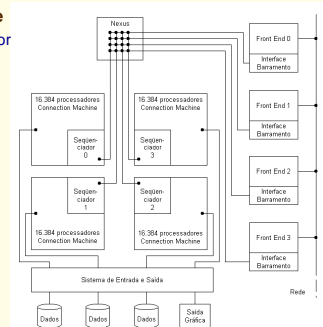 e
or
Nexus
Front End 0
Interface
Barramento
16.384 processadores
Connection Machine
Seqüen-
ciador
0
16.384 processadores
Connection Machine
Seqüen-
ciador
3
Front End 1
Interface
Barramento
Seqüen-
ciador
1
16.384 processadores
Connection Machine
Seqüen-
ciador
2
16.384 processadores
Connection Machine
Front End 2
Interface
Barramento
Front End 3
Interface
Barramento
Sistema de Entrada e Saída
Rede
Dados
Dados
Dados
Saída
Gráfica